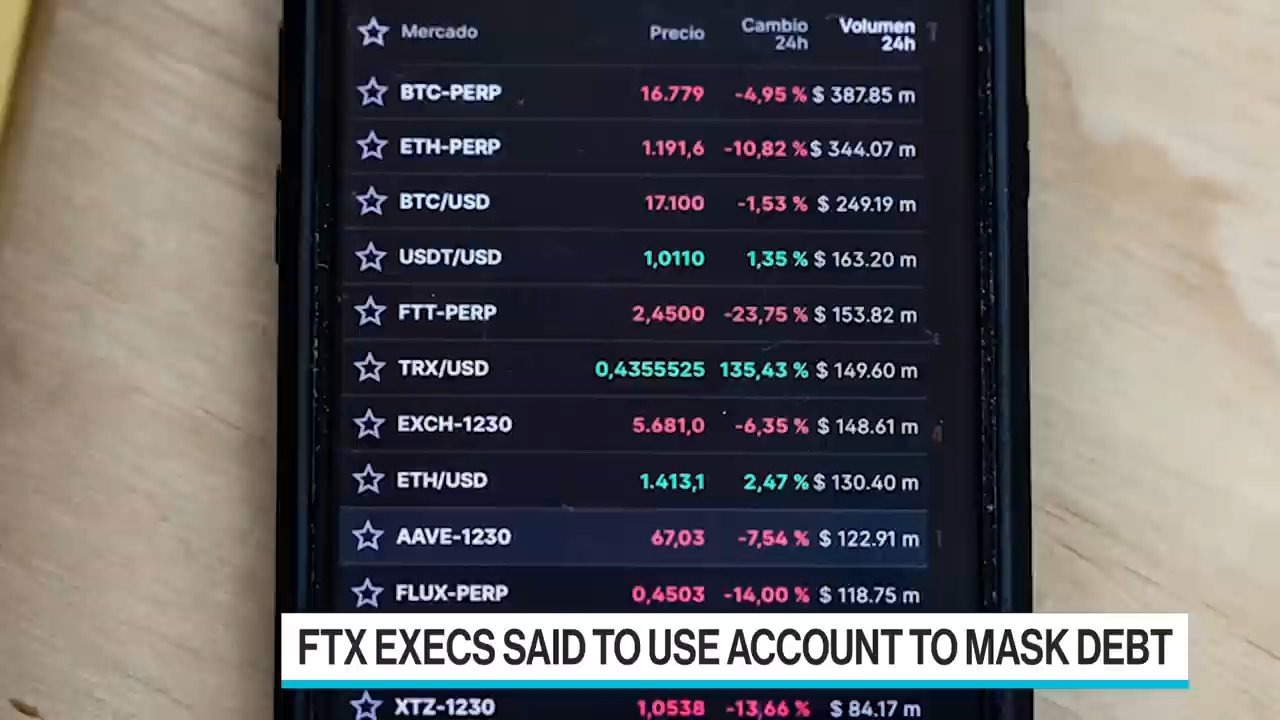 Mercado Precio Cambio 24h Volumen 24h
BTC-PERP 16.779 -4,95 % $ 387.85 m
ETH-PERP 1.191,6 -10,82 % $ 344.07 m
BTC/USD 17.100 -1,53 % $ 249.19 m
USDT/USD 1,0110 1,35 % $ 163.20 m
FTT-PERP 2,4500 -23,75 % $ 153.82 m
TRX/USD 0,4355525 135,43 % $ 149.60 m
EXCH-1230 5.681,0 -6,35 % $ 148.61 m
ETH/USD 1.413,1 2,47 % $ 130.40 m
AAVE-1230 67,03 -7,54 % $ 122.91 m
FLUX-PERP 0,4503 -14,00 % $ 118.75 m
FTX EXECS SAID TO USE ACCOUNT TO MASK DEBT
XTZ-1230 1,0538 -13,66 % $ 84.17 m